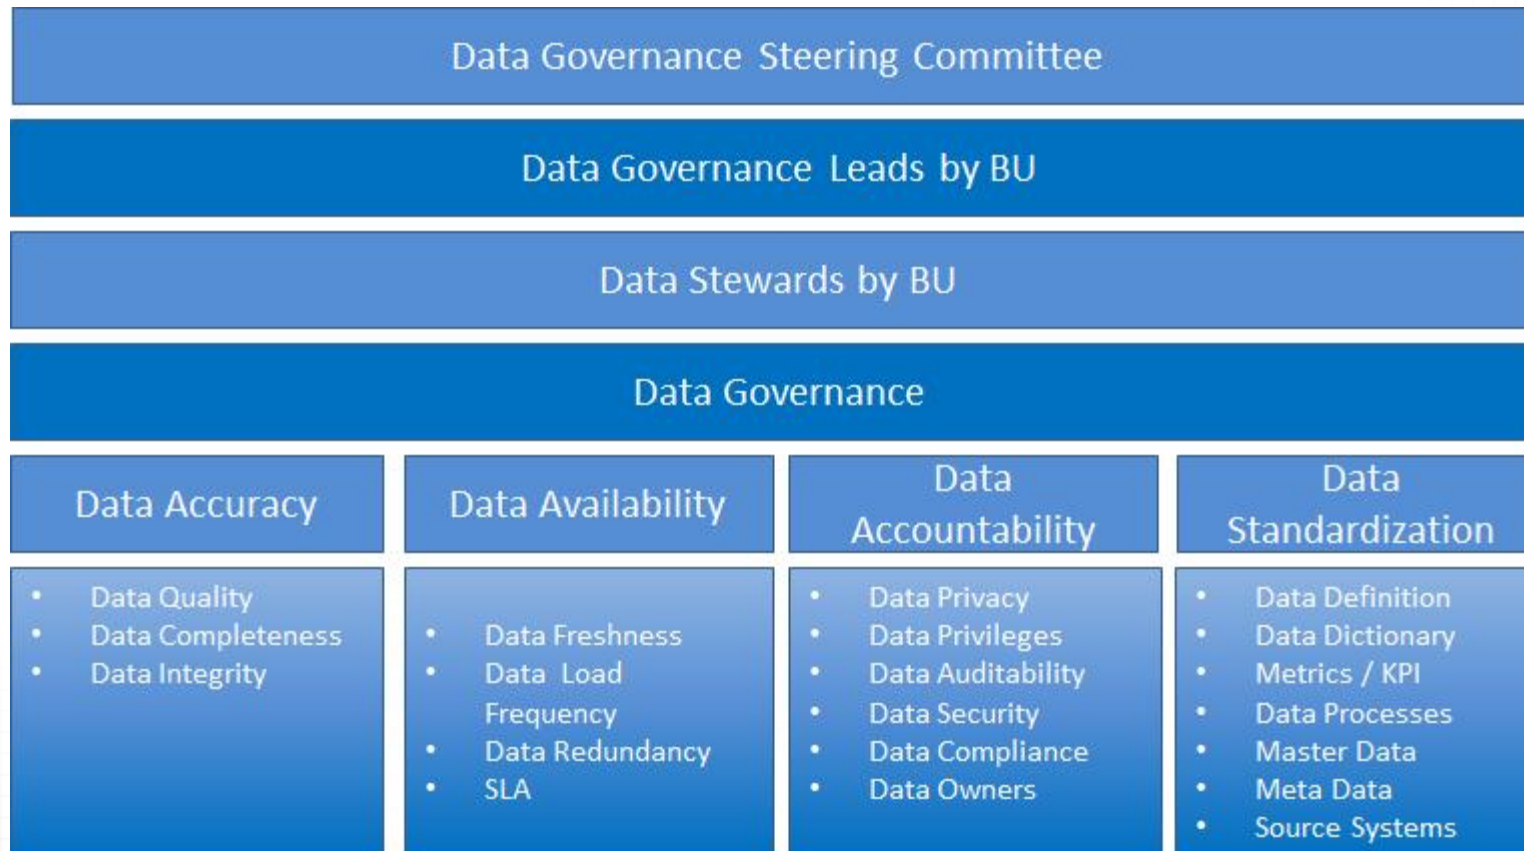 Data Governance Steering Committee
Data Governance Leads by BU
Data Stewards by BU
Data Governance
Data Accuracy
• Data Quality
• Data Completeness
• Data Integrity
Data Availability
• Data Freshness
• Data Load
Frequency
• Data Redundancy
• SLA
Data
Accountability
• Data Privacy
• Data Privileges
• Data Auditability
• Data Security
• Data Compliance
• Data Owners
Data
Standardization
• Data Definition
• Data Dictionary
• Metrics / KPI
• Data Processes
• Master Data
• Meta Data
• Source Systems